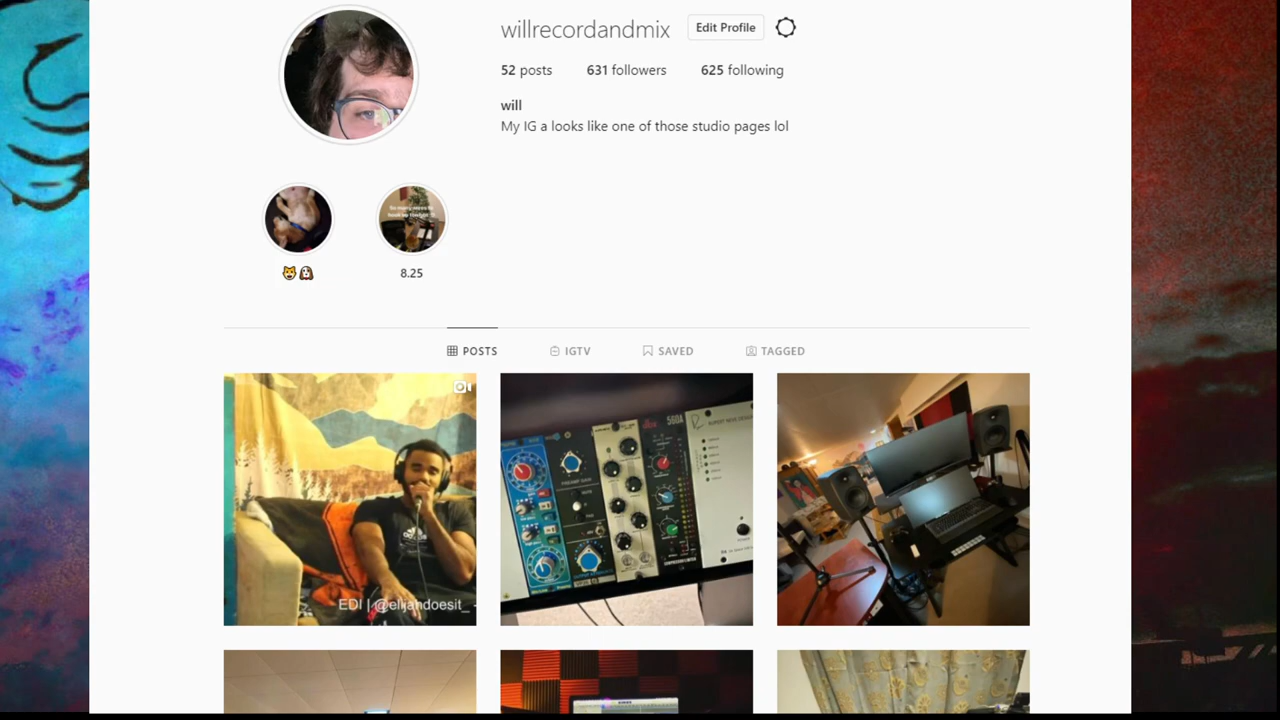 willrecordandmix Edit Profile
52 posts 631 followers 625 following
will
My IG a looks like one of those studio pages lol
8.25
POSTS IGTV SAVED TAGGED
560A
EDI | @elijahdoesit_